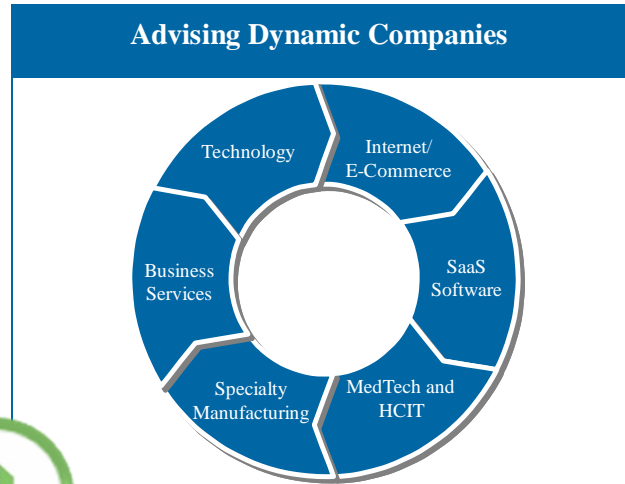 Advising Dynamic Companies
Technology
Internet/
E-Commerce
SaaS
Software
MedTech and
HCIT
Specialty
Manufacturing
Business
Services